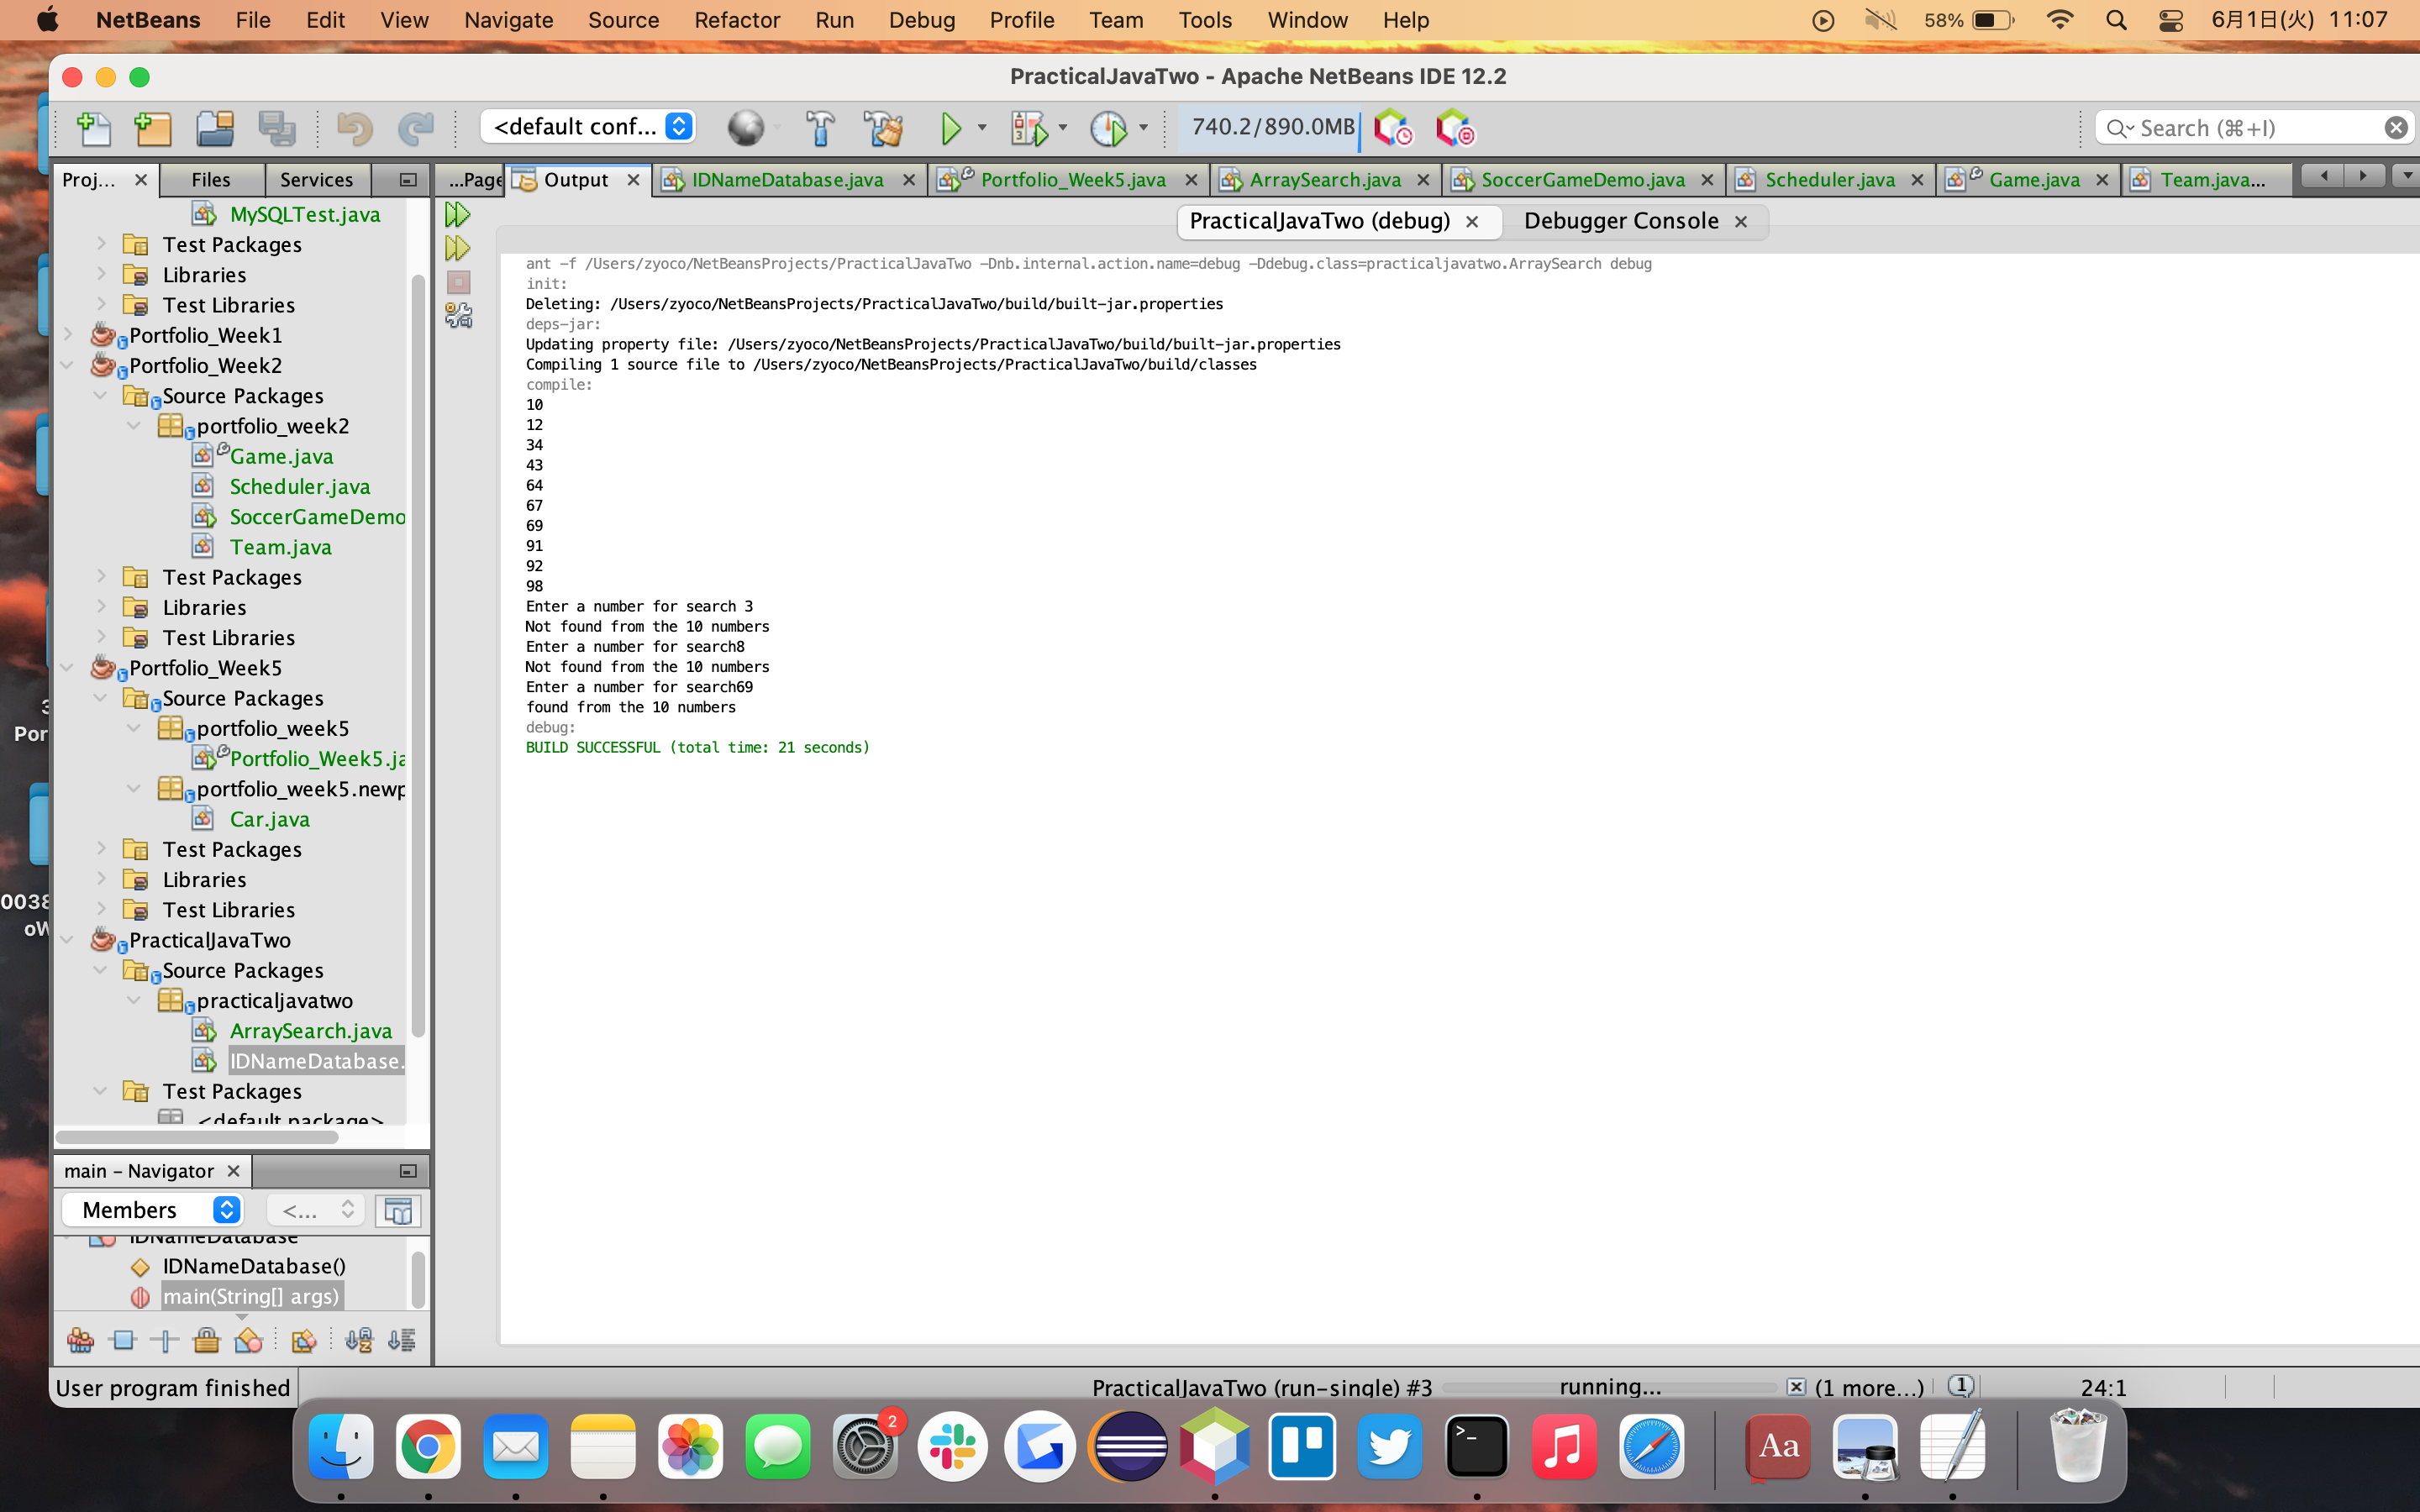 NetBeans File Edit View Navigate Source Refactor Run Debug Profile Team Tools Window Help 58% 6月1日(火) 11:07
PracticalJavaTwo - Apache NetBeans IDE 12.2
<default conf... 740.2/890.0MB Search (⌘+I)
Proj... Files Services ...Page Output IDNameDatabase.java Portfolio_Week5.java ArraySearch.java SoccerGameDemo.java Scheduler.java Game.java Team.java...
MySQLTest.java
Test Packages
Libraries
Test Libraries
Portfolio_Week1
Portfolio_Week2
Source Packages
portfolio_week2
Game.java
Scheduler.java
SoccerGameDemo
Team.java
Test Packages
Libraries
Test Libraries
Portfolio_Week5
Source Packages
portfolio_week5
Portfolio_Week5.ja
portfolio_week5.newp
Car.java
Test Packages
Libraries
Test Libraries
PracticalJavaTwo
Source Packages
practicaljavatwo
ArraySearch.java
IDNameDatabase.
Test Packages
<default package>
main - Navigator
Members <...
IDNameDatabase
IDNameDatabase()
main(String[] args)
PracticalJavaTwo (debug) Debugger Console
ant -f /Users/zyoco/NetBeansProjects/PracticalJavaTwo -Dnb.internal.action.name=debug -Ddebug.class=practicaljavatwo.ArraySearch debug
init:
Deleting: /Users/zyoco/NetBeansProjects/PracticalJavaTwo/build/built-jar.properties
deps-jar:
Updating property file: /Users/zyoco/NetBeansProjects/PracticalJavaTwo/build/built-jar.properties
Compiling 1 source file to /Users/zyoco/NetBeansProjects/PracticalJavaTwo/build/classes
compile:
10
12
34
43
64
67
69
91
92
98
Enter a number for search 3
Not found from the 10 numbers
Enter a number for search8
Not found from the 10 numbers
Enter a number for search69
found from the 10 numbers
debug:
BUILD SUCCESSFUL (total time: 21 seconds)
User program finished PracticalJavaTwo (run-single) #3 running... (1 more...) 1 24:1
Por
0038
oW
2
Aa